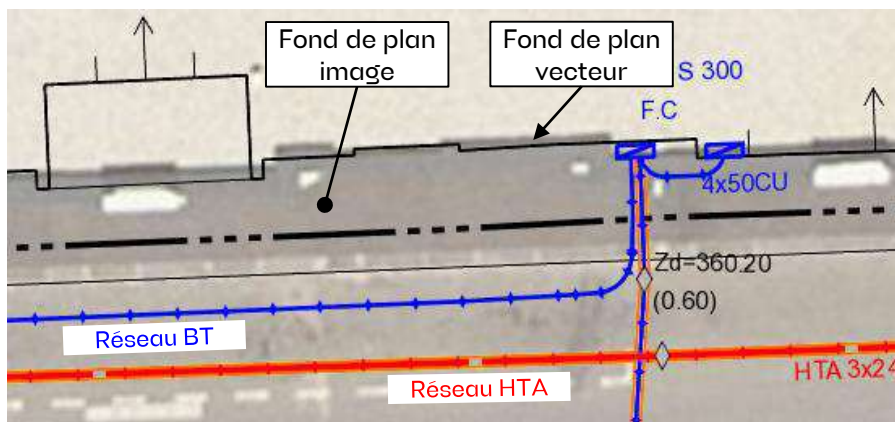 Fond de plan
image
Fond de plan
vecteur
S 300
F.C
4x50CU
Zd=360.20
(0.60)
Réseau BT
Réseau HTA
HTA 3x24